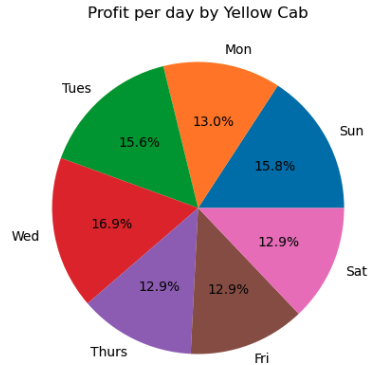 Profit per day by Yellow Cab
Mon
Tues
13.0%
Sun
15.6%
15.8%
Wed
16.9%
12.9%
Sat
12.9%
12.9%
Thurs
Fri